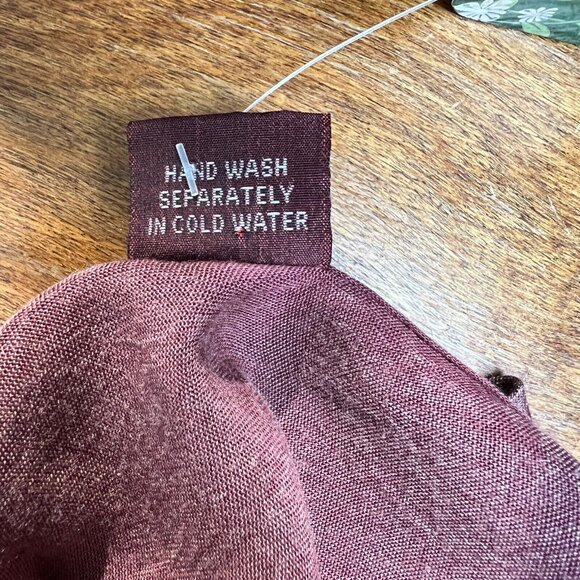 HAND WASH
SEPARATELY
IN COLD WATER